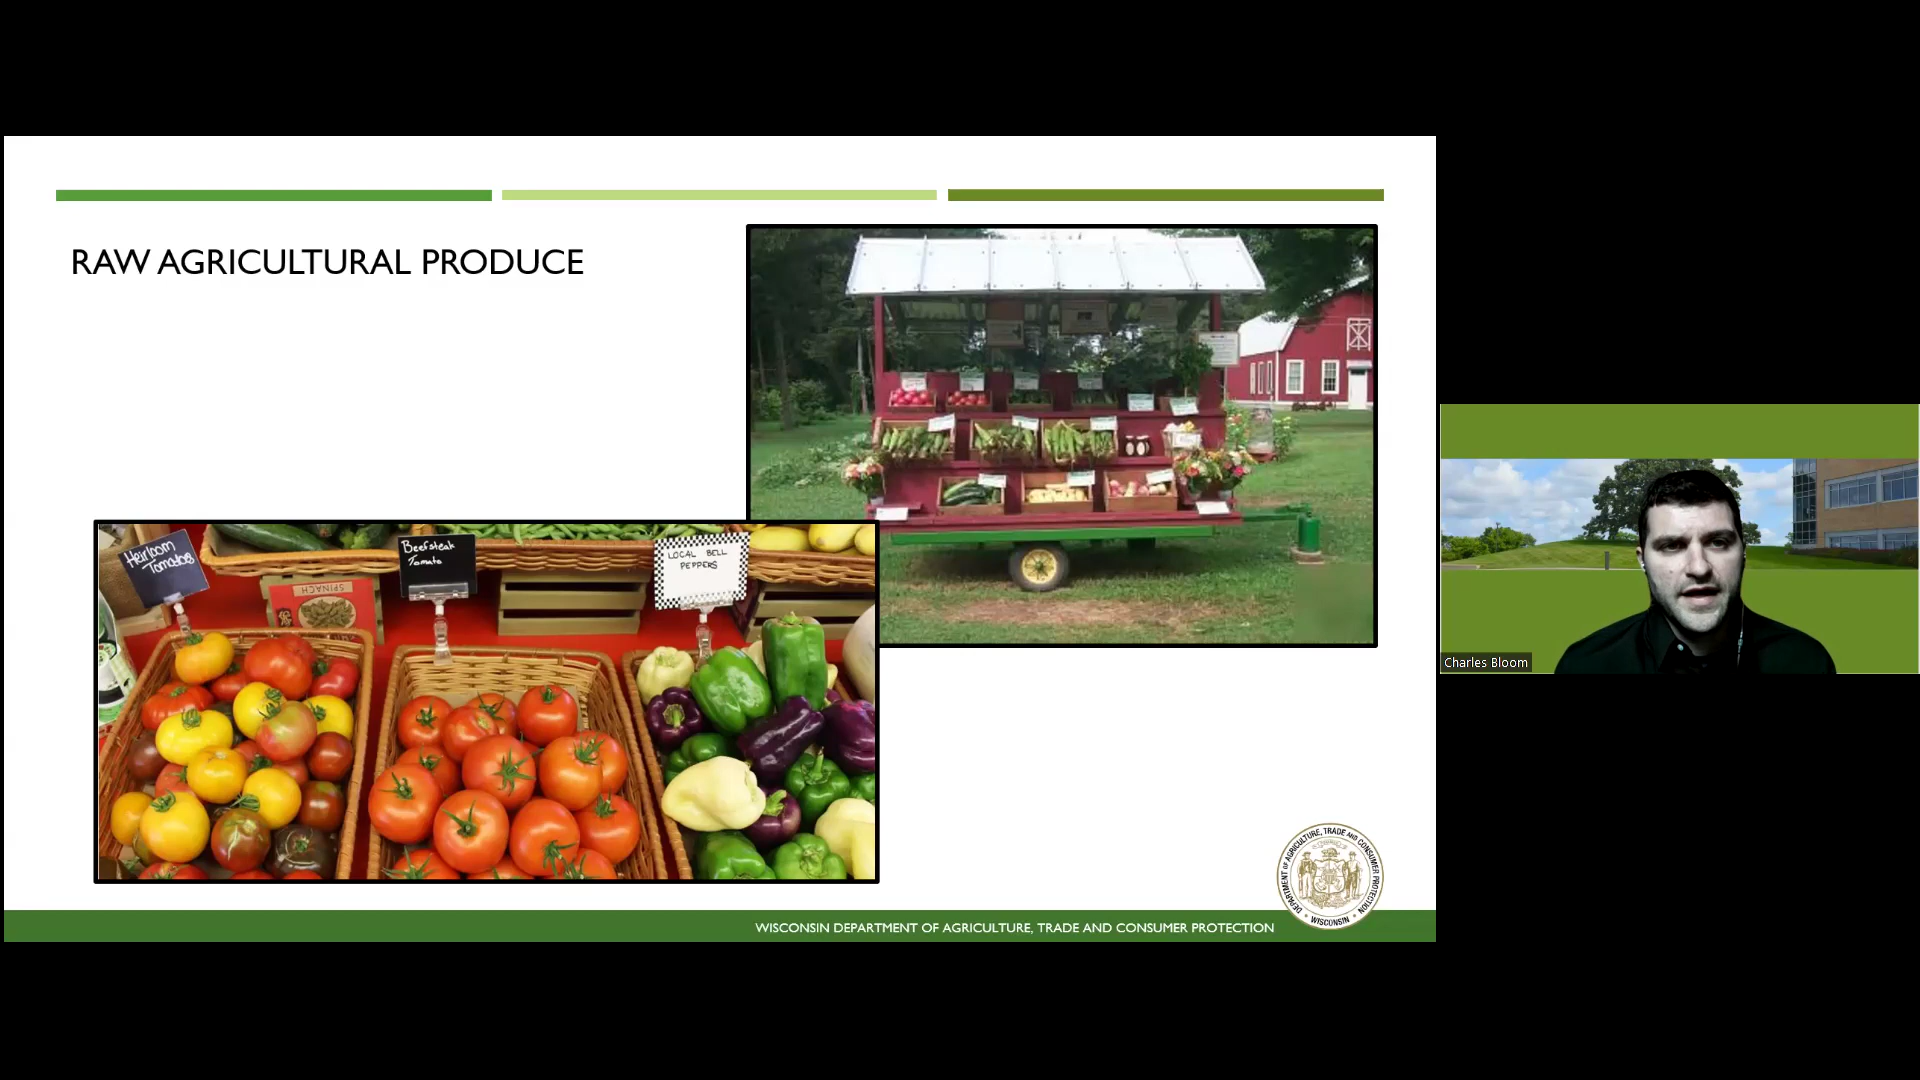 RAW AGRICULTURAL PRODUCE
Heirloom
Tomatoes
Beefsteak
Tomato
LOCAL BELL
PEPPERS
SPINACH
Charles Bloom
DEPARTMENT OF AGRICULTURE, TRADE AND CONSUMER PROTECTION
WISCONSIN
WISCONSIN DEPARTMENT OF AGRICULTURE, TRADE AND CONSUMER PROTECTION